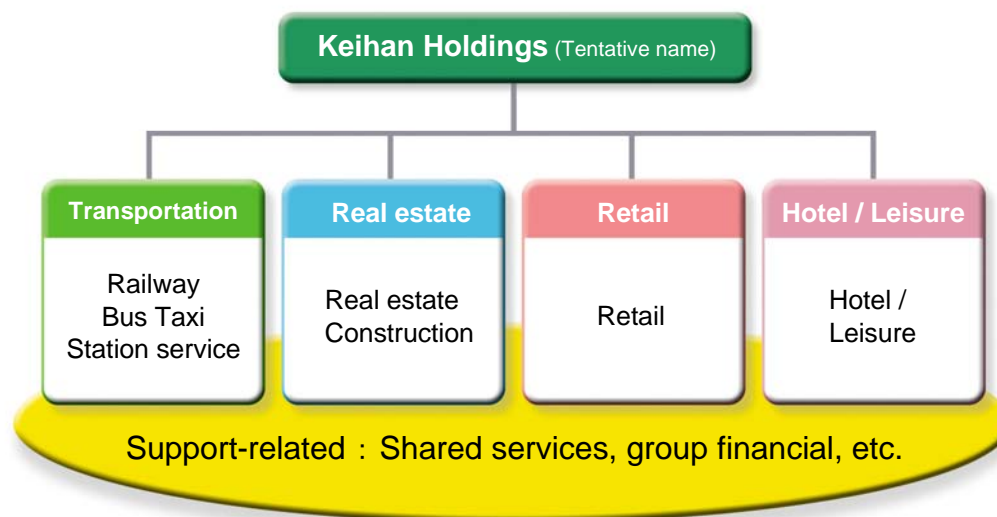 Keihan Holdings (Tentative name)
Transportation
Railway
Bus Taxi
Station service
Real estate
Real estate
Construction
Retail
Retail
Hotel / Leisure
Hotel /
Leisure
Support-related : Shared services, group financial, etc.